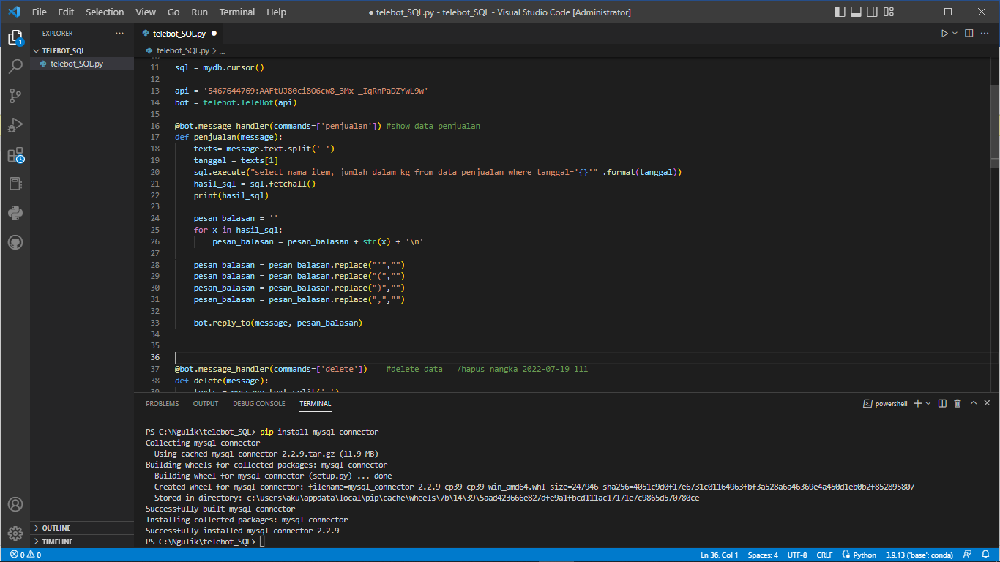 File Edit Selection View Go Run Terminal Help ● telebot_SQL.py - telebot_SQL - Visual Studio Code [Administrator]
EXPLORER ···
telebot_SQL.py ●
TELEBOT_SQL
telebot_SQL.py
telebot_SQL.py > ...
1
10
11 sql = mydb.cursor()
12
13 api = '5467644769:AAFtUJ80ci8O6cw8_3Mx-_IqRnPaDZYwL9w'
14 bot = telebot.TeleBot(api)
15
16 @bot.message_handler(commands=['penjualan']) #show data penjualan
17 def penjualan(message):
18 texts= message.text.split(' ')
19 tanggal = texts[1]
20 sql.execute("select nama_item, jumlah_dalam_kg from data_penjualan where tanggal='{}'" .format(tanggal))
21 hasil_sql = sql.fetchall()
22 print(hasil_sql)
23
24 pesan_balasan = ''
25 for x in hasil_sql:
26 pesan_balasan = pesan_balasan + str(x) + '\n'
27
28 pesan_balasan = pesan_balasan.replace("'","")
29 pesan_balasan = pesan_balasan.replace("(","")
30 pesan_balasan = pesan_balasan.replace(")","")
31 pesan_balasan = pesan_balasan.replace(",","")
32
33 bot.reply_to(message, pesan_balasan)
34
35
36
37 @bot.message_handler(commands=['delete']) #delete data /hapus nangka 2022-07-19 111
38 def delete(message):
39 texts = message.text.split(' ')
PROBLEMS OUTPUT DEBUG CONSOLE TERMINAL powershell
PS C:\Ngulik\telebot_SQL> pip install mysql-connector
Collecting mysql-connector
Using cached mysql-connector-2.2.9.tar.gz (11.9 MB)
Building wheels for collected packages: mysql-connector
Building wheel for mysql-connector (setup.py) ... done
Created wheel for mysql-connector: filename=mysql_connector-2.2.9-cp39-cp39-win_amd64.whl size=247946 sha256=4051c9d0f17e6731c01164963fbf3a528a6a46369e4a450d1eb0b2f852895807
Stored in directory: c:\users\aku\appdata\local\pip\cache\wheels\7b\14\39\5aad423666e827dfe9a1fbcd111ac17171e7c9865d570780ce
Successfully built mysql-connector
Installing collected packages: mysql-connector
Successfully installed mysql-connector-2.2.9
PS C:\Ngulik\telebot_SQL>
OUTLINE
TIMELINE
0 0 Ln 36, Col 1 Spaces: 4 UTF-8 CRLF Python 3.9.13 ('base': conda)